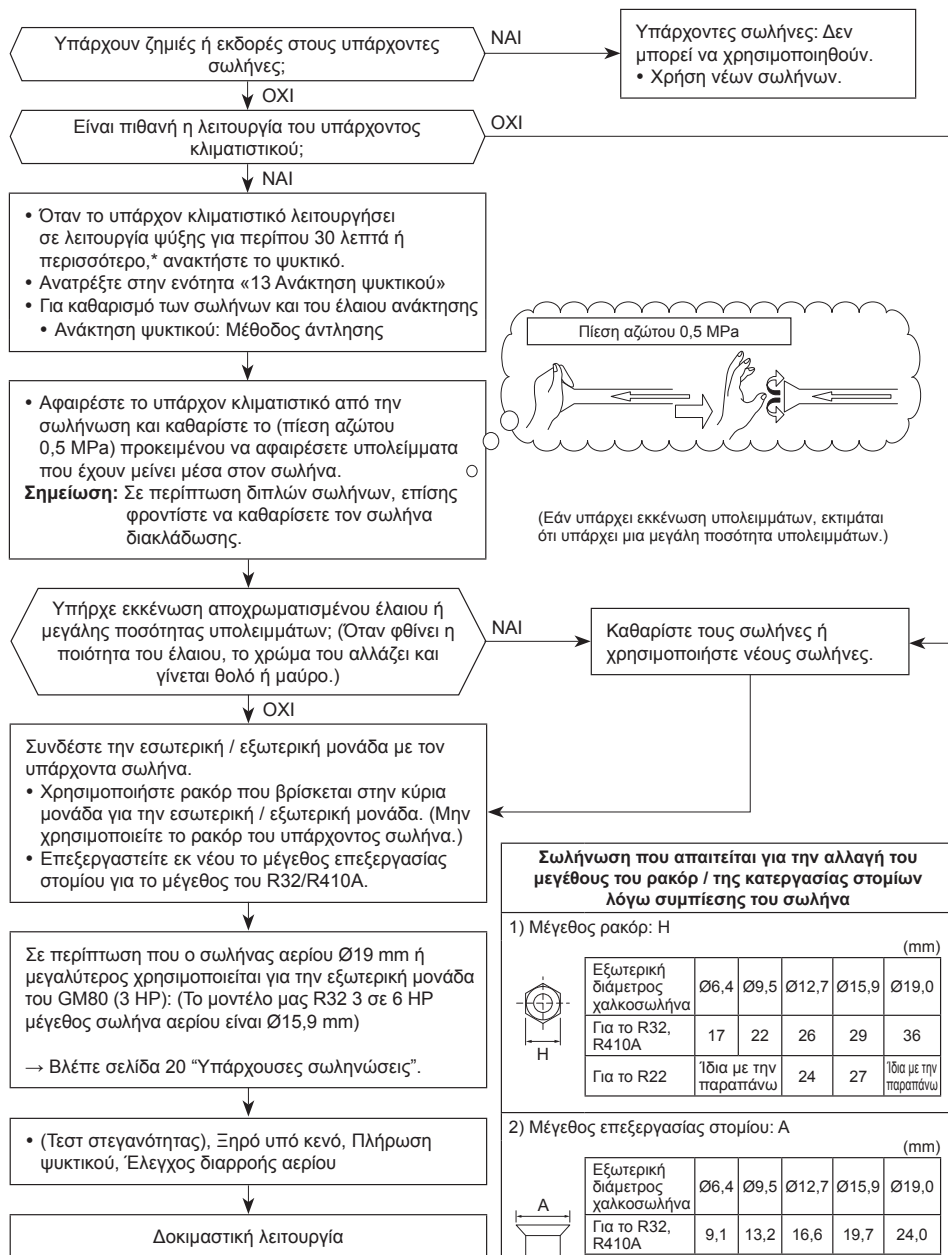 Υπάρχουν ζημιές ή εκδορές στους υπάρχοντες
σωλήνες;
ΝΑΙ
Υπάρχοντες σωλήνες: Δεν
μπορεί να χρησιμοποιηθούν.
• Χρήση νέων σωλήνων.
ΟΧΙ
Είναι πιθανή η λειτουργία του υπάρχοντος
κλιματιστικού;
ΟΧΙ
ΝΑΙ
• Όταν το υπάρχον κλιματιστικό λειτουργήσει
σε λειτουργία ψύξης για περίπου 30 λεπτά ή
περισσότερο,* ανακτήστε το ψυκτικό.
• Ανατρέξτε στην ενότητα «13 Ανάκτηση ψυκτικού»
• Για καθαρισμό των σωλήνων και του έλαιου ανάκτησης
• Ανάκτηση ψυκτικού: Μέθοδος άντλησης
Πίεση αζώτου 0,5 MPa
• Αφαιρέστε το υπάρχον κλιματιστικό από την
σωλήνωση και καθαρίστε το (πίεση αζώτου
0,5 MPa) προκειμένου να αφαιρέσετε υπολείμματα
που έχουν μείνει μέσα στον σωλήνα.
Σημείωση: Σε περίπτωση διπλών σωλήνων, επίσης
φροντίστε να καθαρίσετε τον σωλήνα
διακλάδωσης.
(Εάν υπάρχει εκκένωση υπολειμμάτων, εκτιμάται
ότι υπάρχει μια μεγάλη ποσότητα υπολειμμάτων.)
Υπήρχε εκκένωση αποχρωματισμένου έλαιου ή
μεγάλης ποσότητας υπολειμμάτων; (Όταν φθίνει η
ποιότητα του έλαιου, το χρώμα του αλλάζει και
γίνεται θολό ή μαύρο.)
ΝΑΙ
Καθαρίστε τους σωλήνες ή
χρησιμοποιήστε νέους σωλήνες.
ΟΧΙ
Συνδέστε την εσωτερική / εξωτερική μονάδα με τον
υπάρχοντα σωλήνα.
• Χρησιμοποιήστε ρακόρ που βρίσκεται στην κύρια
μονάδα για την εσωτερική / εξωτερική μονάδα. (Μην
χρησιμοποιείτε το ρακόρ του υπάρχοντος σωλήνα.)
• Επεξεργαστείτε εκ νέου το μέγεθος επεξεργασίας
στομίου για το μέγεθος του R32/R410A.
Σε περίπτωση που ο σωλήνας αερίου Ø19 mm ή
μεγαλύτερος χρησιμοποιείται για την εξωτερική μονάδα
του GM80 (3 HP): (Το μοντέλο μας R32 3 σε 6 HP
μέγεθος σωλήνα αερίου είναι Ø15,9 mm)
→ Βλέπε σελίδα 20 “Υπάρχουσες σωληνώσεις”.
• (Τεστ στεγανότητας), Ξηρό υπό κενό, Πλήρωση
ψυκτικού, Έλεγχος διαρροής αερίου
Δοκιμαστική λειτουργία
Σωλήνωση που απαιτείται για την αλλαγή του
μεγέθους του ρακόρ / της κατεργασίας στομίων
λόγω συμπίεσης του σωλήνα
1) Μέγεθος ρακόρ: H
(mm)
H
Εξωτερική
διάμετρος
χαλκοσωλήνα
Ø6,4 Ø9,5 Ø12,7 Ø15,9 Ø19,0
Για το R32,
R410A
17 22 26 29 36
Για το R22
Ίδια με την
παραπάνω
24 27
Ίδια με την
παραπάνω
2) Μέγεθος επεξεργασίας στομίου: A
(mm)
A
Εξωτερική
διάμετρος
χαλκοσωλήνα
Ø6,4 Ø9,5 Ø12,7 Ø15,9 Ø19,0
Για το R32,
R410A
9,1 13,2 16,6 19,7 24,0